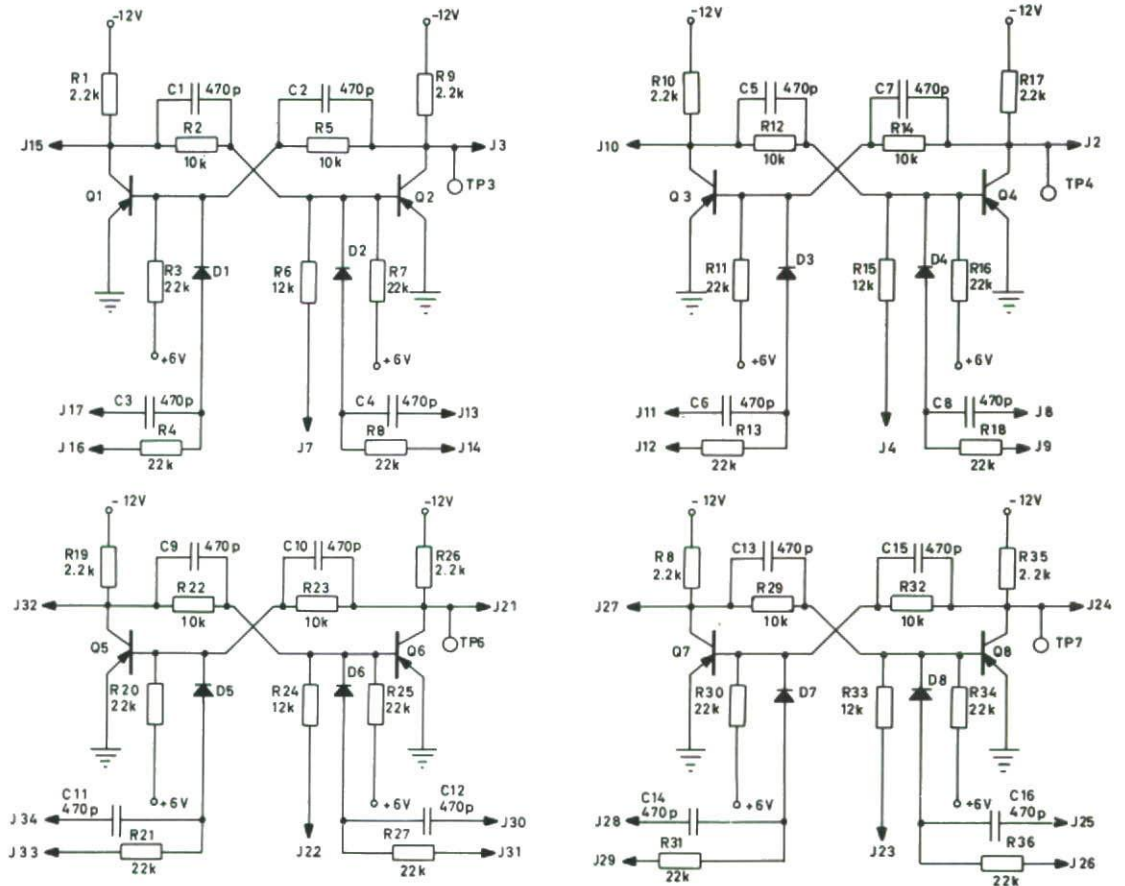 -12V
R1
2.2k
C1
470p
R2
10k
C2
470p
R5
10k
-12V
R9
2.2k
J15
J3
TP3
Q1
Q2
R3
22k
D1
R6
12k
D2
R7
22k
+6V
+6V
J17
C3
470p
J16
R4
22k
J7
C4
470p
J13
R8
22k
J14
-12V
R10
2.2k
C5
470p
R12
10k
C7
470p
R14
10k
-12V
R17
2.2k
J10
J2
TP4
Q3
Q4
R11
22k
D3
R15
12k
D4
R16
22k
+6V
+6V
J11
C6
470p
J12
R13
22k
J4
C8
470p
J8
R18
22k
J9
-12V
R19
2.2k
C9
470p
R22
10k
C10
470p
R23
10k
-12V
R26
2.2k
J32
J21
TP6
Q5
Q6
R20
22k
D5
R24
12k
D6
R25
22k
+6V
+6V
C11
470p
J34
R21
J33
22k
J22
C12
470p
J30
R27
22k
J31
-12V
R8
2.2k
C13
470p
R29
10k
C15
470p
R32
10k
-12V
R35
2.2k
J27
J24
TP7
Q7
Q8
R30
22k
D7
R33
12k
D8
R34
22k
+6V
+6V
C14
470p
J28
R31
J29
22k
J23
C16
470p
J25
R36
22k
J26